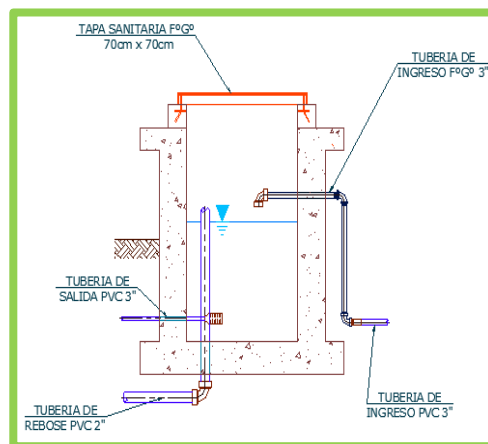 TAPA SANITARIA FºGº
70cm x 70cm
TUBERIA DE
INGRESO FºGº 3"
TUBERIA DE
SALIDA PVC 3"
TUBERIA DE
REBOSE PVC 2"
TUBERIA DE
INGRESO PVC 3"